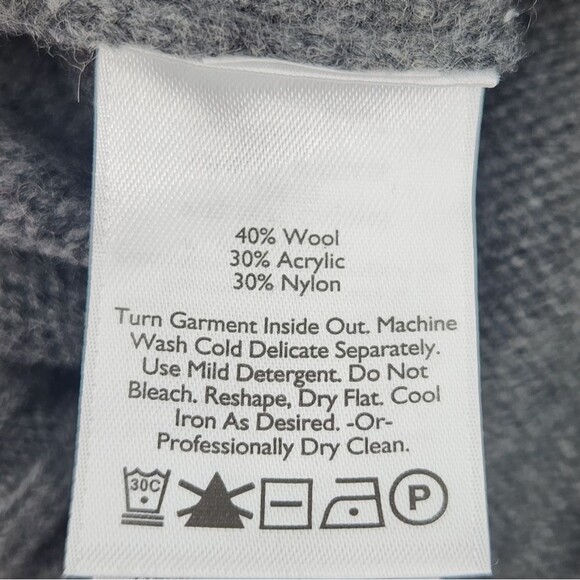 40% Wool
30% Acrylic
30% Nylon
Turn Garment Inside Out. Machine
Wash Cold Delicate Separately.
Use Mild Detergent. Do Not
Bleach. Reshape, Dry Flat. Cool
Iron As Desired. -Or-
Professionally Dry Clean.
30C P